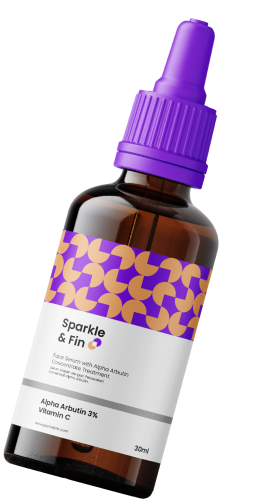 Sparkle
& Fin
Face Serum with Alpha Arbutin
Concentrate Treatment
Alpha Arbutin 3%
Vitamin C
30ml